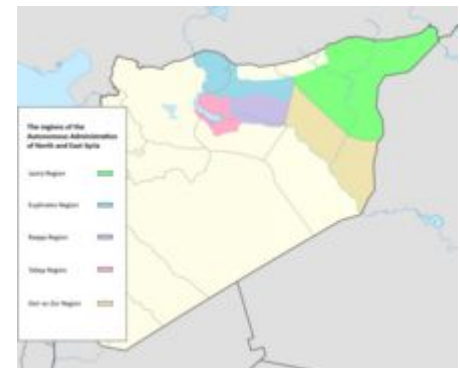 The regions of the
Autonomous Administration
of North and East Syria
Jazira Region
Euphrates Region
Raqqa Region
Tabqa Region
Deir ez-Zor Region